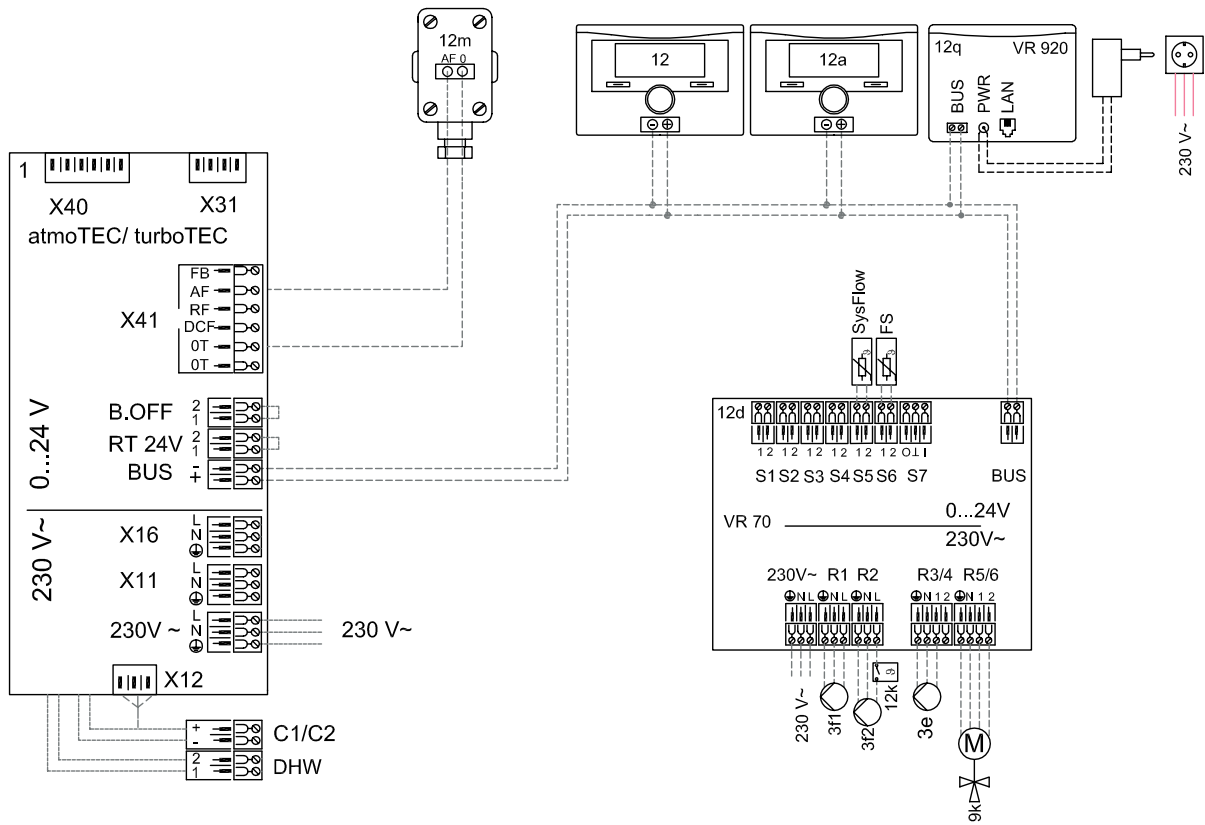 12m
AF 0
12
12a
12q VR 920
BUS
PWR
LAN
230 V~
1
X40
X31
atmoTEC/ turboTEC
X41
FB
AF
RF
DCF
0T
0T
0...24 V
B.OFF 2
1
RT 24V 2
1
BUS -
+
230 V~
X16 L
N
X11 L
N
230V ~ L
N
230 V~
X12
+
-
C1/C2
2
1
DHW
SysFlow
FS
12d
1 2 1 2 1 2 1 2 1 2 1 2 O T I
S1 S2 S3 S4 S5 S6 S7
BUS
VR 70
0...24V
230V~
230V~ R1 R2 R3/4 R5/6
N L N L N L N 1 2 N 1 2
230 V~
3f1
3f2
12k
3e
M
9k